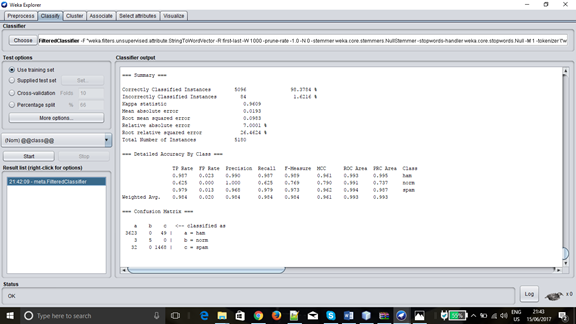 Weka Explorer
Preprocess Classify Cluster Associate Select attributes Visualize
Classifier
Choose FilteredClassifier -F "weka.filters.unsupervised.attribute.StringToWordVector -R first-last -W 1000 -prune-rate -1.0 -N 0 -stemmer weka.core.stemmers.NullStemmer -stopwords-handler weka.core.stopwords.Null -M 1 -tokenizer
Test options
Use training set
Supplied test set Set...
Cross-validation Folds 10
Percentage split % 66
More options...
(Nom) @@class@@
Start Stop
Result list (right-click for options)
21:42:09 - meta.FilteredClassifier
Classifier output
=== Summary ===
Correctly Classified Instances 5096 98.3784 %
Incorrectly Classified Instances 84 1.6216 %
Kappa statistic 0.9609
Mean absolute error 0.0193
Root mean squared error 0.0983
Relative absolute error 7.0001 %
Root relative squared error 26.4624 %
Total Number of Instances 5180
=== Detailed Accuracy By Class ===
TP Rate FP Rate Precision Recall F-Measure MCC ROC Area PRC Area Class
0.987 0.023 0.990 0.987 0.989 0.961 0.993 0.995 ham
0.625 0.000 1.000 0.625 0.769 0.790 0.991 0.737 norm
0.979 0.013 0.968 0.979 0.973 0.962 0.994 0.987 spam
Weighted Avg. 0.984 0.020 0.984 0.984 0.984 0.961 0.993 0.993
=== Confusion Matrix ===
a b c <-- classified as
3623 0 49 | a = ham
3 5 0 | b = norm
32 0 1468 | c = spam
Status
OK
Log x 0
Type here to search
59%
ENG
US
21:43
15/06/2017